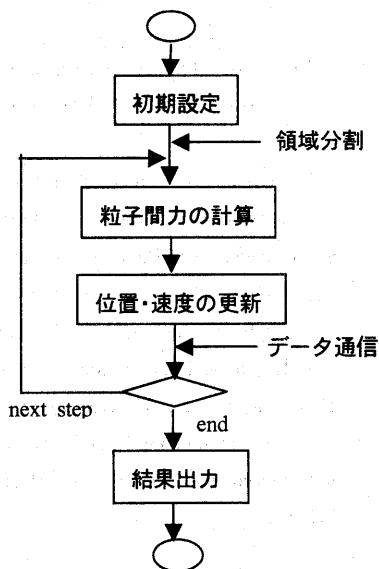 初期設定
領域分割
粒子間力の計算
位置・速度の更新
データ通信
next step
end
結果出力